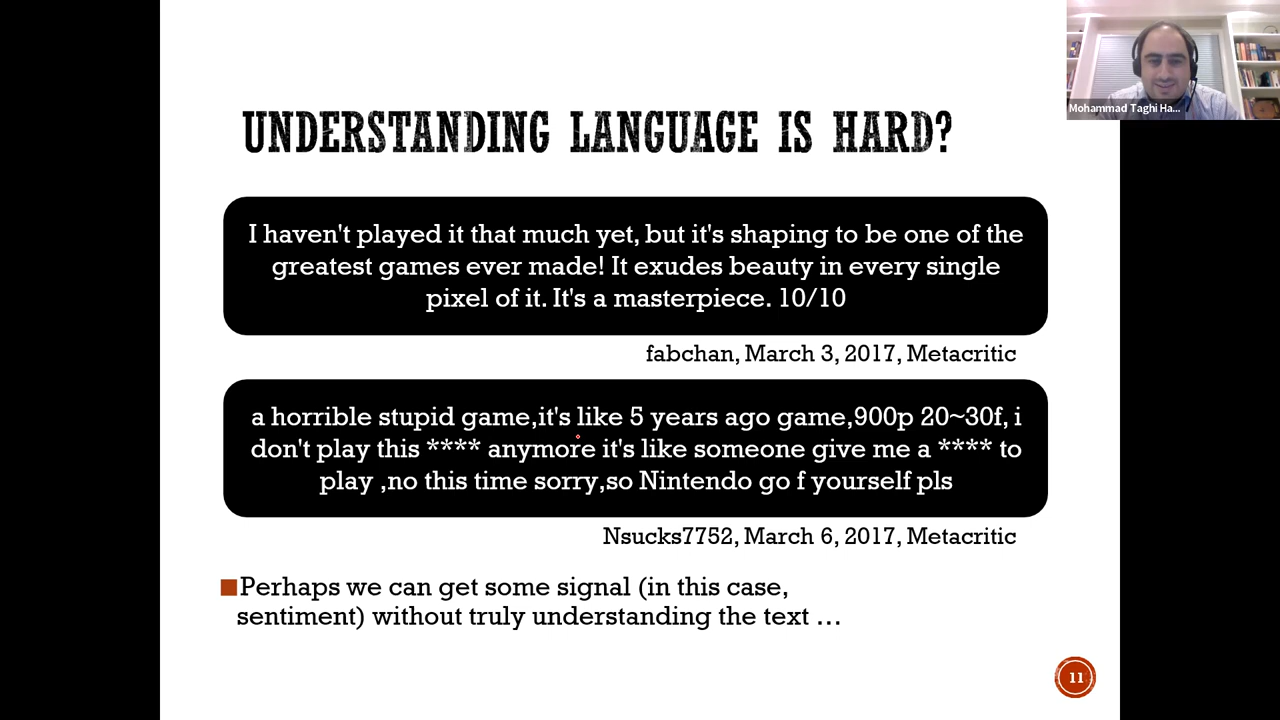 UNDERSTANDING LANGUAGE IS HARD?
Mohammad Taghi Ha...
I haven't played it that much yet, but it's shaping to be one of the
greatest games ever made! It exudes beauty in every single
pixel of it. It's a masterpiece. 10/10
fabchan, March 3, 2017, Metacritic
a horrible stupid game,it's like 5 years ago game,900p 20~30f, i
don't play this **** anymore it's like someone give me a **** to
play ,no this time sorry,so Nintendo go f yourself pls
Nsucks7752, March 6, 2017, Metacritic
Perhaps we can get some signal (in this case,
sentiment) without truly understanding the text …
11